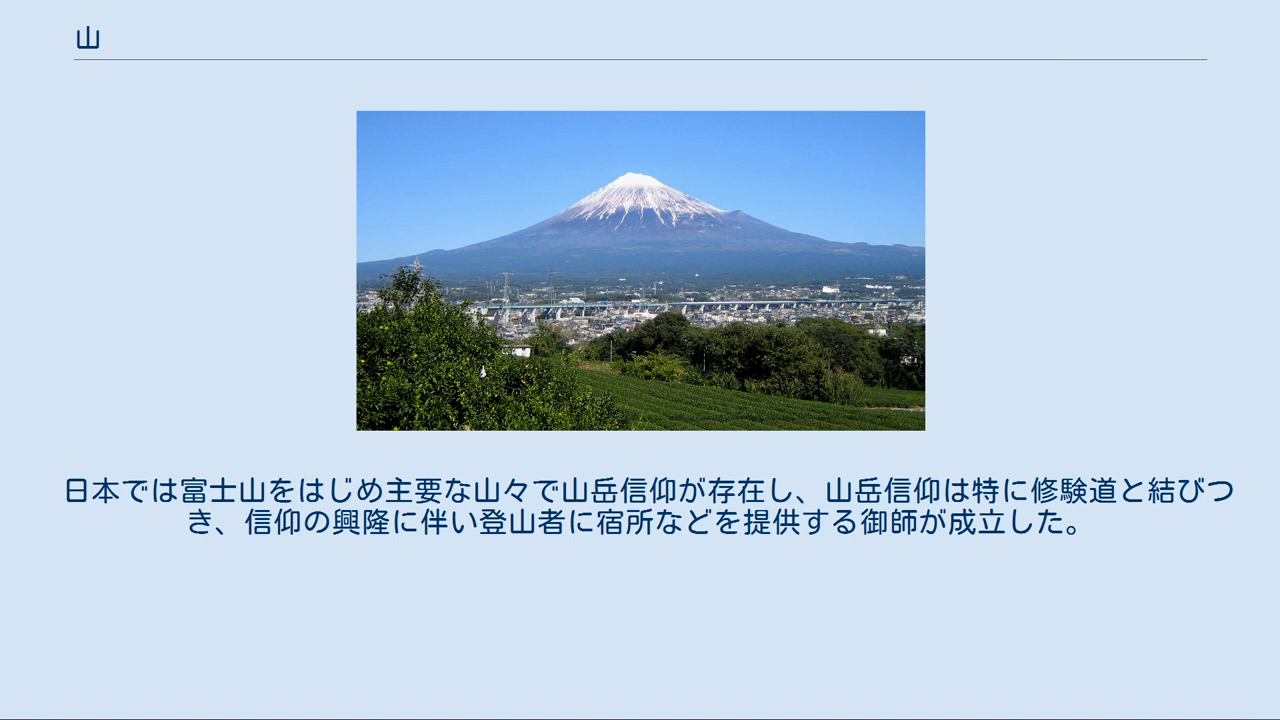 山
日本では富士山をはじめ主要な山々で山岳信仰が存在し、山岳信仰は特に修験道と結びつ
き、信仰の興隆に伴い登山者に宿所などを提供する御師が成立した。